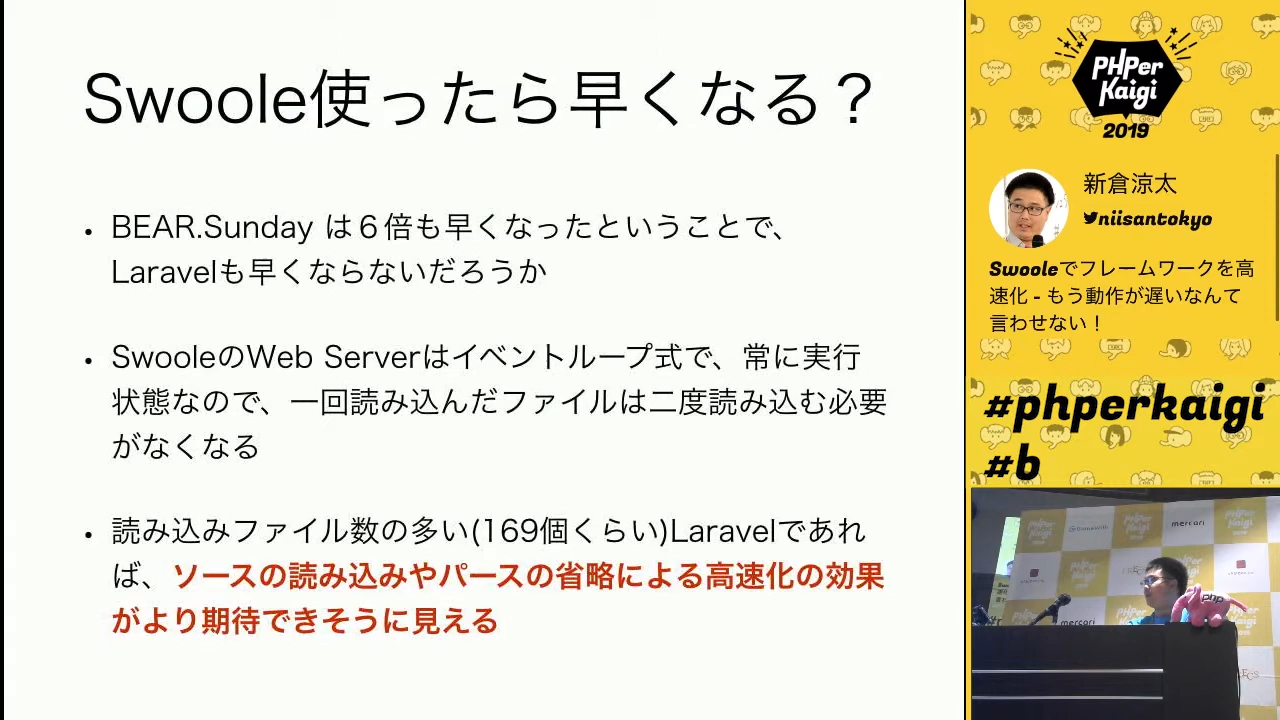 Swoole使ったら早くなる？
• BEAR.Sunday は６倍も早くなったということで、
Laravelも早くならないだろうか
• SwooleのWeb Serverはイベントループ式で、常に実行
状態なので、一回読み込んだファイルは二度読み込む必要
がなくなる
• 読み込みファイル数の多い(169個くらい)Laravelであれ
ば、ソースの読み込みやパースの省略による高速化の効果
がより期待できそうに見える
PHPer
Kaigi
2019
新倉涼太
niisantokyo
Swooleでフレームワークを高
速化 - もう動作が遅いなんて
言わせない！
#phperkaigi
#b
mercari
PHPer
Kaigi
PHPer
Kaigi
mercari
php